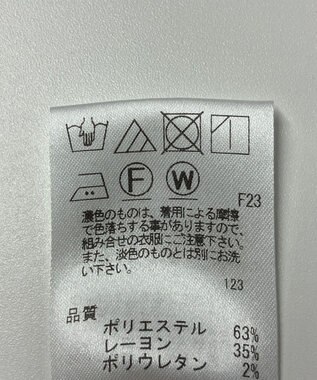 F W F23
濃色のものは、着用による摩擦
で色落ちする事がありますので、
組み合せの衣服にご注意下さい。
また、淡色のものとは別にお洗
い下さい。
123
品質
ポリエステル 63%
レーヨン 35%
ポリウレタン 2%